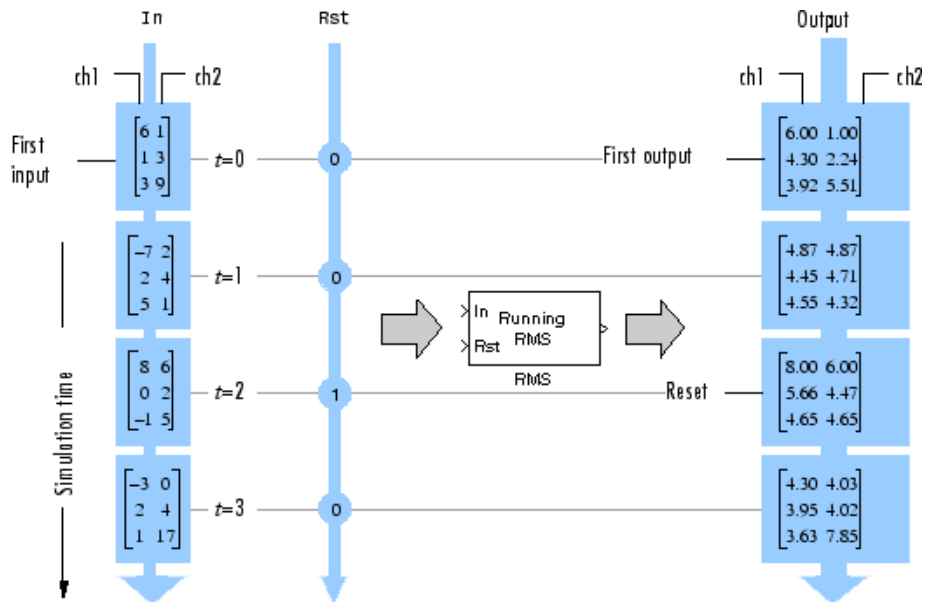 In Rst Output
ch1 ch2 ch1 ch2
First input
6 1
1 3
3 9
t=0
0
First output
6.00 1.00
4.30 2.24
3.92 5.51
-7 2
2 4
5 1
t=1
0
4.87 4.87
4.45 4.71
4.55 4.32
In
Rst
Running
RMS
RMS
Simulation time
8 6
0 2
-1 5
t=2
1
Reset
8.00 6.00
5.66 4.47
4.65 4.65
-3 0
2 4
1 17
t=3
0
4.30 4.03
3.95 4.02
3.63 7.85